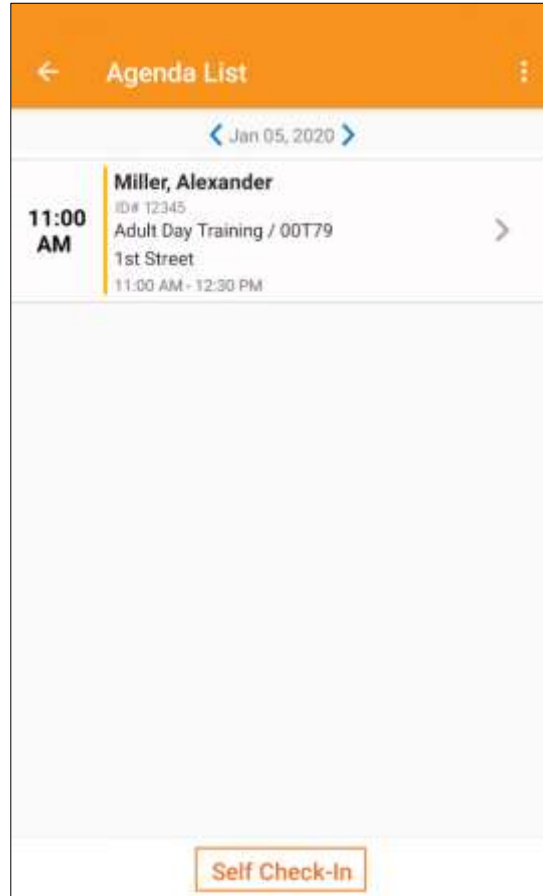 Agenda List
Jan 05, 2020
11:00
AM
Miller, Alexander
ID# 12345
Adult Day Training / 00T79
1st Street
11:00 AM - 12:30 PM
Self Check-In